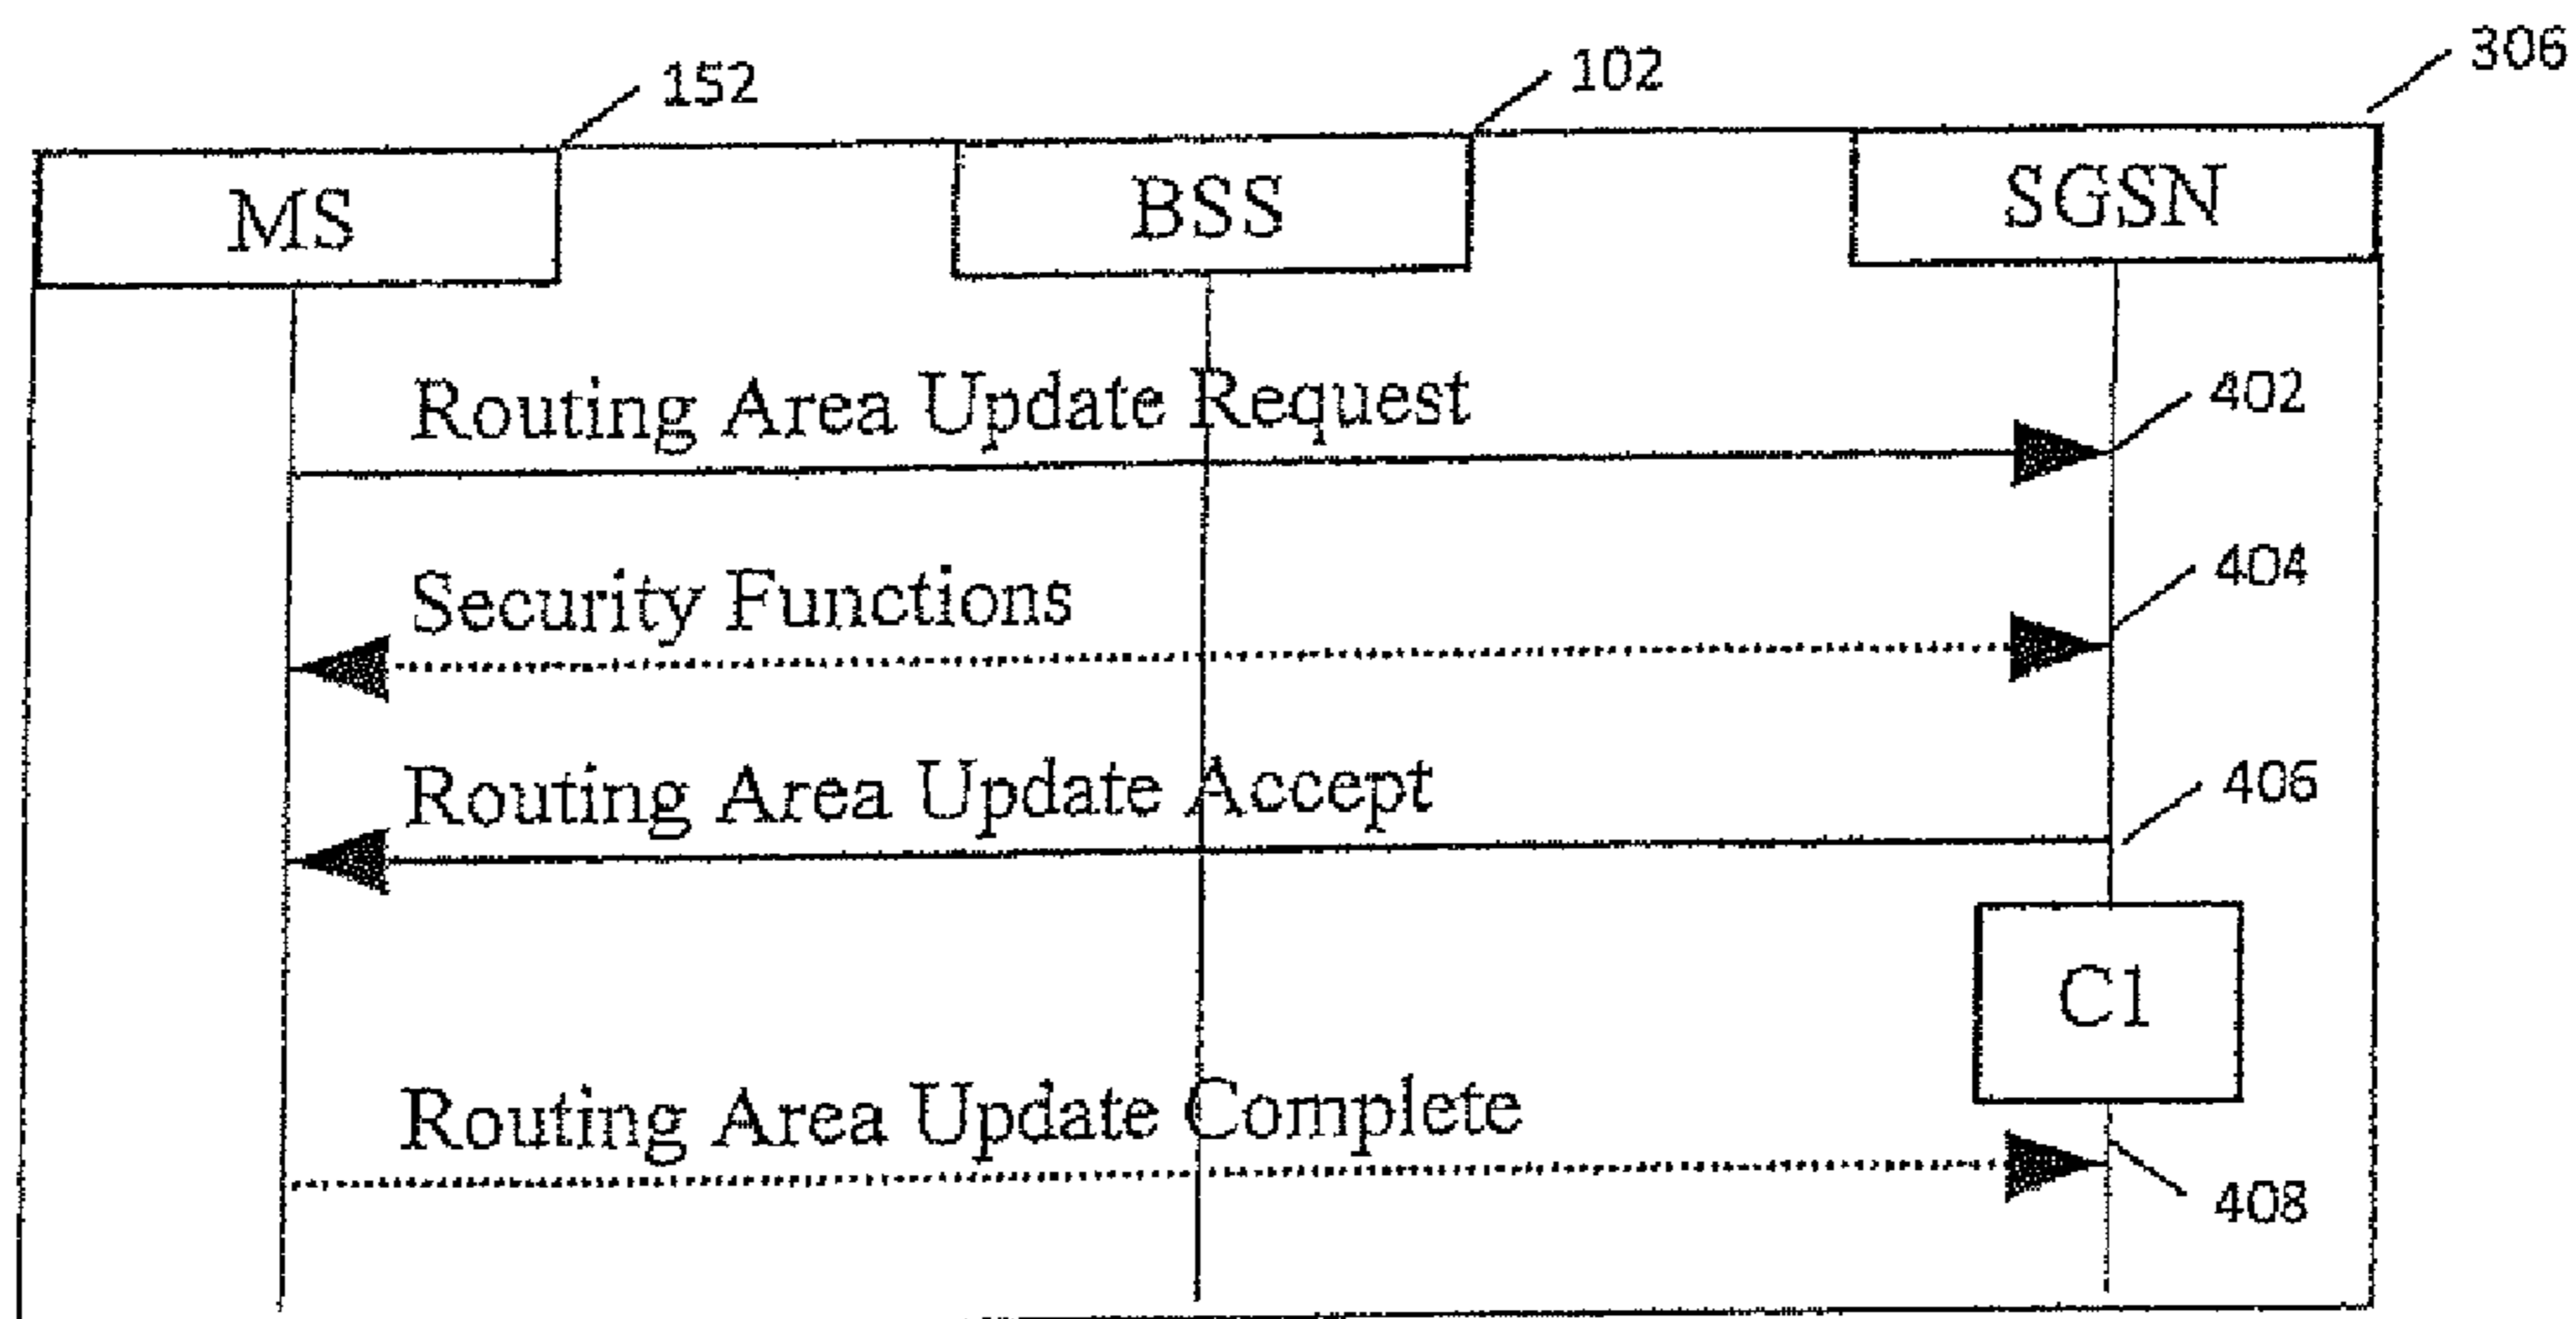 152
102
306
MS
BSS
SGSN
Routing Area Update Request
402
Security Functions
404
Routing Area Update Accept
406
C1
Routing Area Update Complete
408